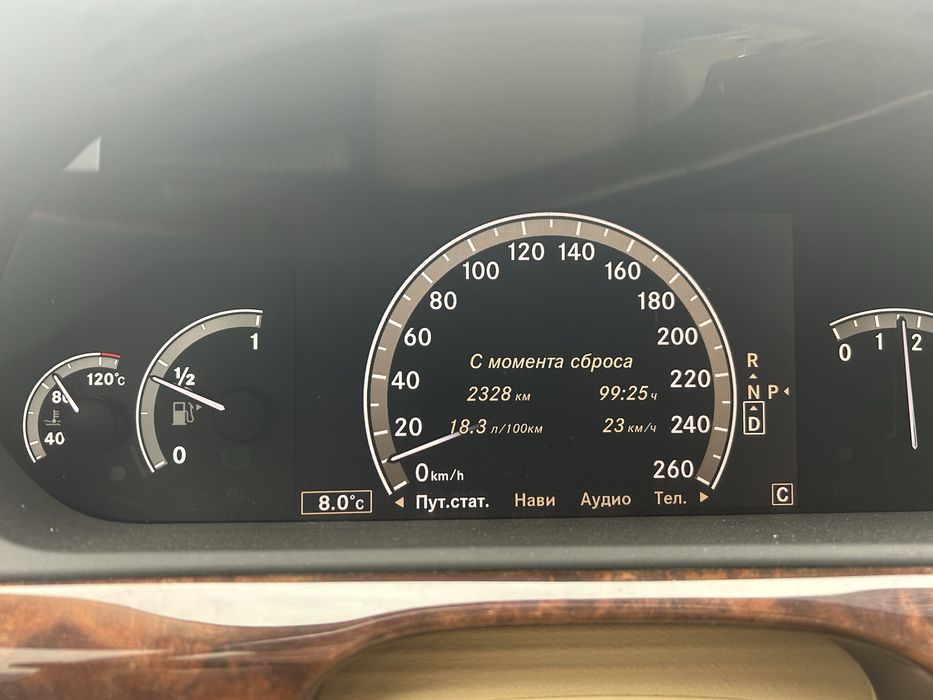 120°C
80
40
1
½
0
120 140
100 160
80 180
60 200
40 220
20 240
0 km/h 260
С момента сброса
2328 км 99:25 ч
18.3 л/100км 23 км/ч
8.0°C
Пут.стат. Нави Аудио Тел.
R
N P
D
C
0 1 2